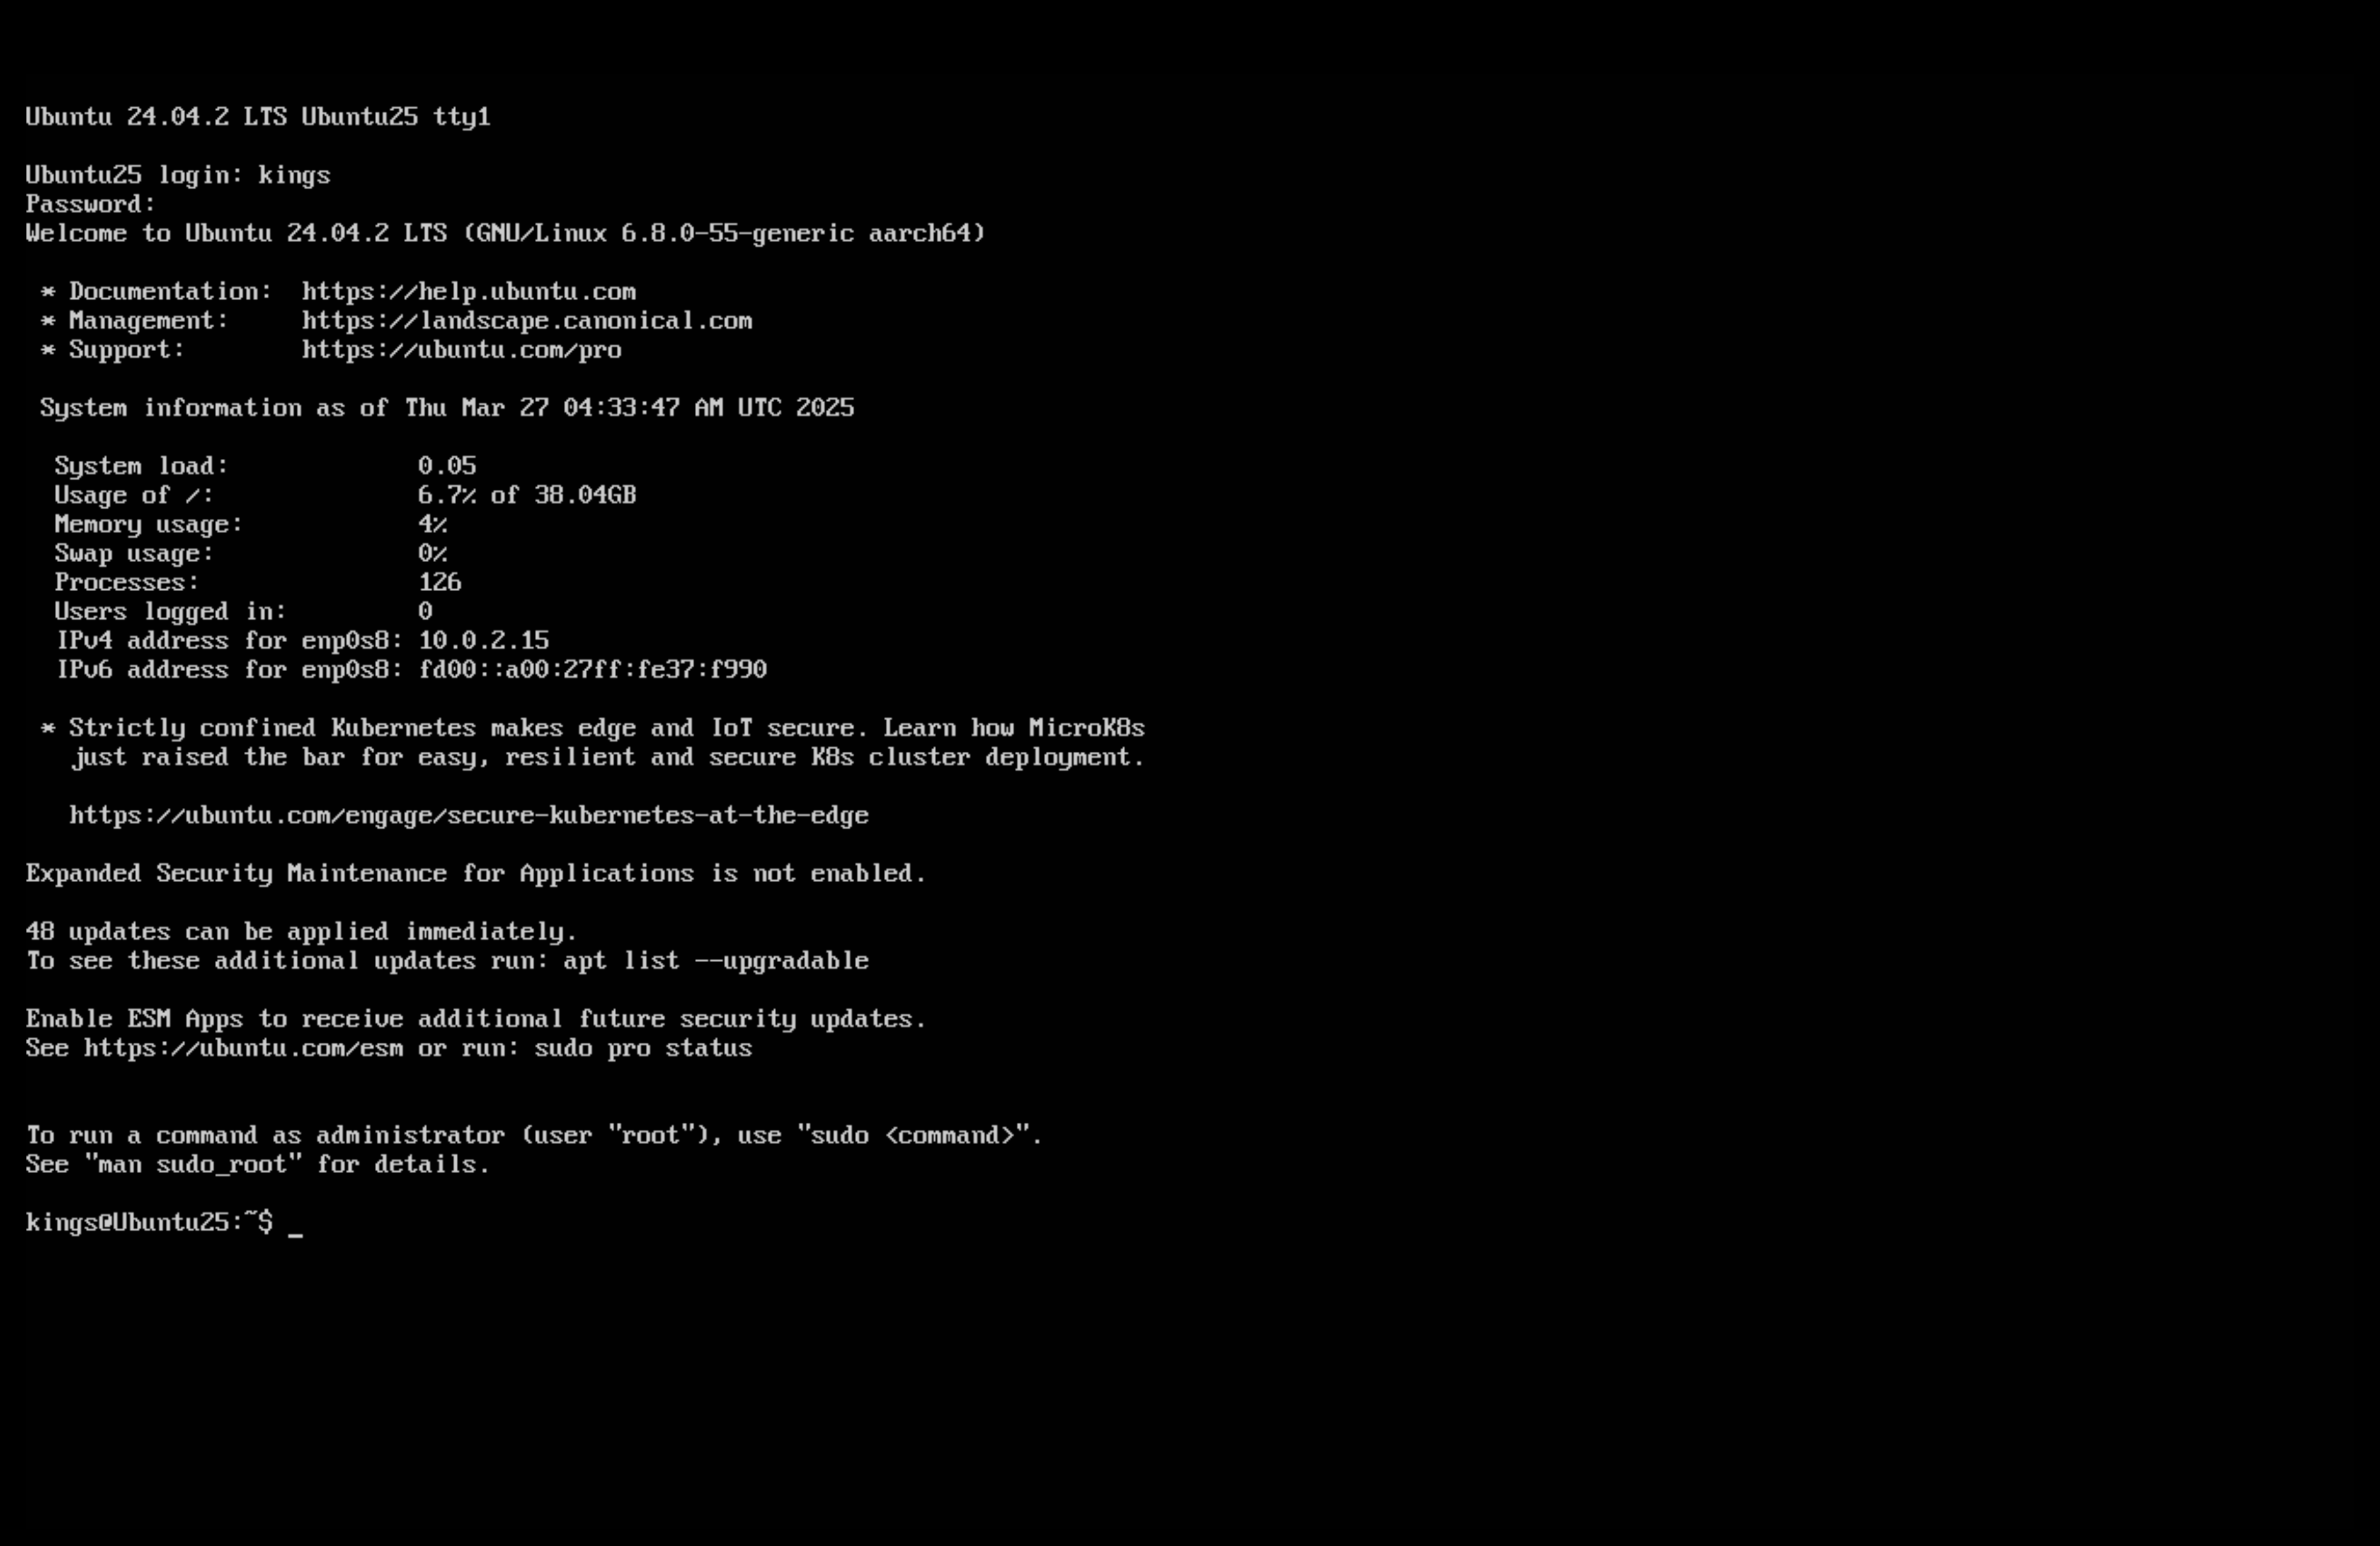 Ubuntu 24.04.2 LTS Ubuntu25 tty1
Ubuntu25 login: kings
Password:
Welcome to Ubuntu 24.04.2 LTS (GNU/Linux 6.8.0-55-generic aarch64)
* Documentation:  https://help.ubuntu.com
* Management:     https://landscape.canonical.com
* Support:        https://ubuntu.com/pro
System information as of Thu Mar 27 04:33:47 AM UTC 2025
System load:             0.05
Usage of /:              6.7% of 38.04GB
Memory usage:            4%
Swap usage:              0%
Processes:               126
Users logged in:         0
IPv4 address for enp0s8: 10.0.2.15
IPv6 address for enp0s8: fd00::a00:27ff:fe37:f990
* Strictly confined Kubernetes makes edge and IoT secure. Learn how MicroK8s
just raised the bar for easy, resilient and secure K8s cluster deployment.
https://ubuntu.com/engage/secure-kubernetes-at-the-edge
Expanded Security Maintenance for Applications is not enabled.
48 updates can be applied immediately.
To see these additional updates run: apt list --upgradable
Enable ESM Apps to receive additional future security updates.
See https://ubuntu.com/esm or run: sudo pro status
To run a command as administrator (user "root"), use "sudo <command>".
See "man sudo_root" for details.
kings@Ubuntu25:~$ _